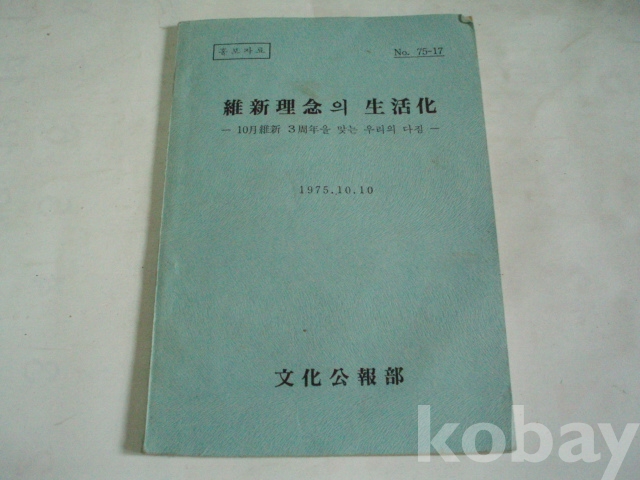 홍보자료
No. 75-17
維新理念의 生活化
— 10月維新 3周年을 맞는 우리의 다짐 —
1975.10.10
文化公報部
kobay